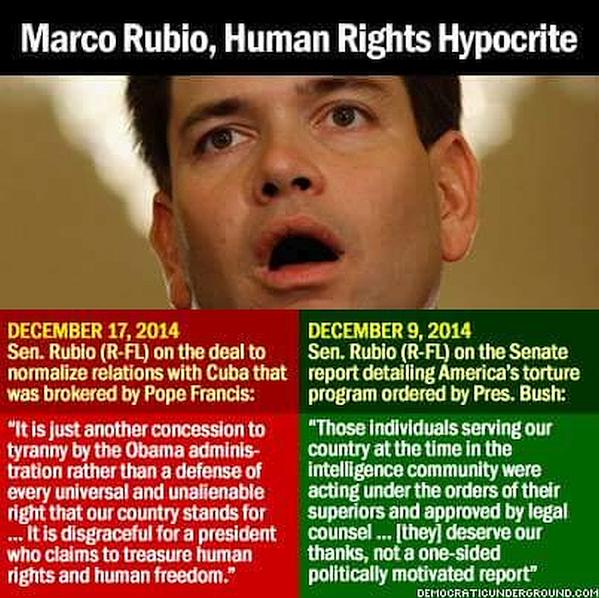 Marco Rubio, Human Rights Hypocrite
DECEMBER 17, 2014
Sen. Rubio (R-FL) on the deal to
normalize relations with Cuba that
was brokered by Pope Francis:
"It is just another concession to
tyranny by the Obama adminis-
tration rather than a defense of
every universal and unalienable
right that our country stands for
... It is disgraceful for a president
who claims to treasure human
rights and human freedom."
DECEMBER 9, 2014
Sen. Rubio (R-FL) on the Senate
report detailing America's torture
program ordered by Pres. Bush:
"Those individuals serving our
country at the time in the
intelligence community were
acting under the orders of their
superiors and approved by legal
counsel ... [they] deserve our
thanks, not a one-sided
politically motivated report"
DEMOCRATICUNDERGROUND.COM